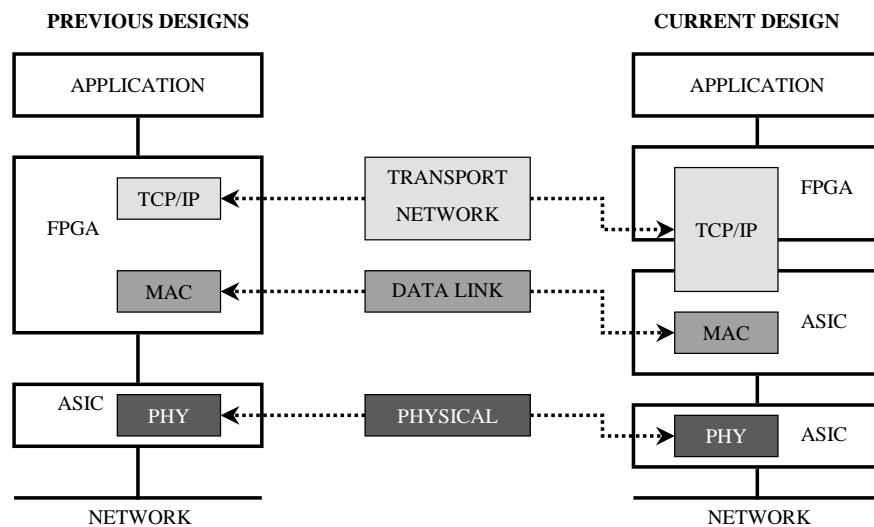 PREVIOUS DESIGNS
CURRENT DESIGN
APPLICATION
APPLICATION
TCP/IP
FPGA
MAC
TRANSPORT
NETWORK
DATA LINK
FPGA
TCP/IP
ASIC
MAC
ASIC
PHY
PHYSICAL
PHY
ASIC
NETWORK
NETWORK